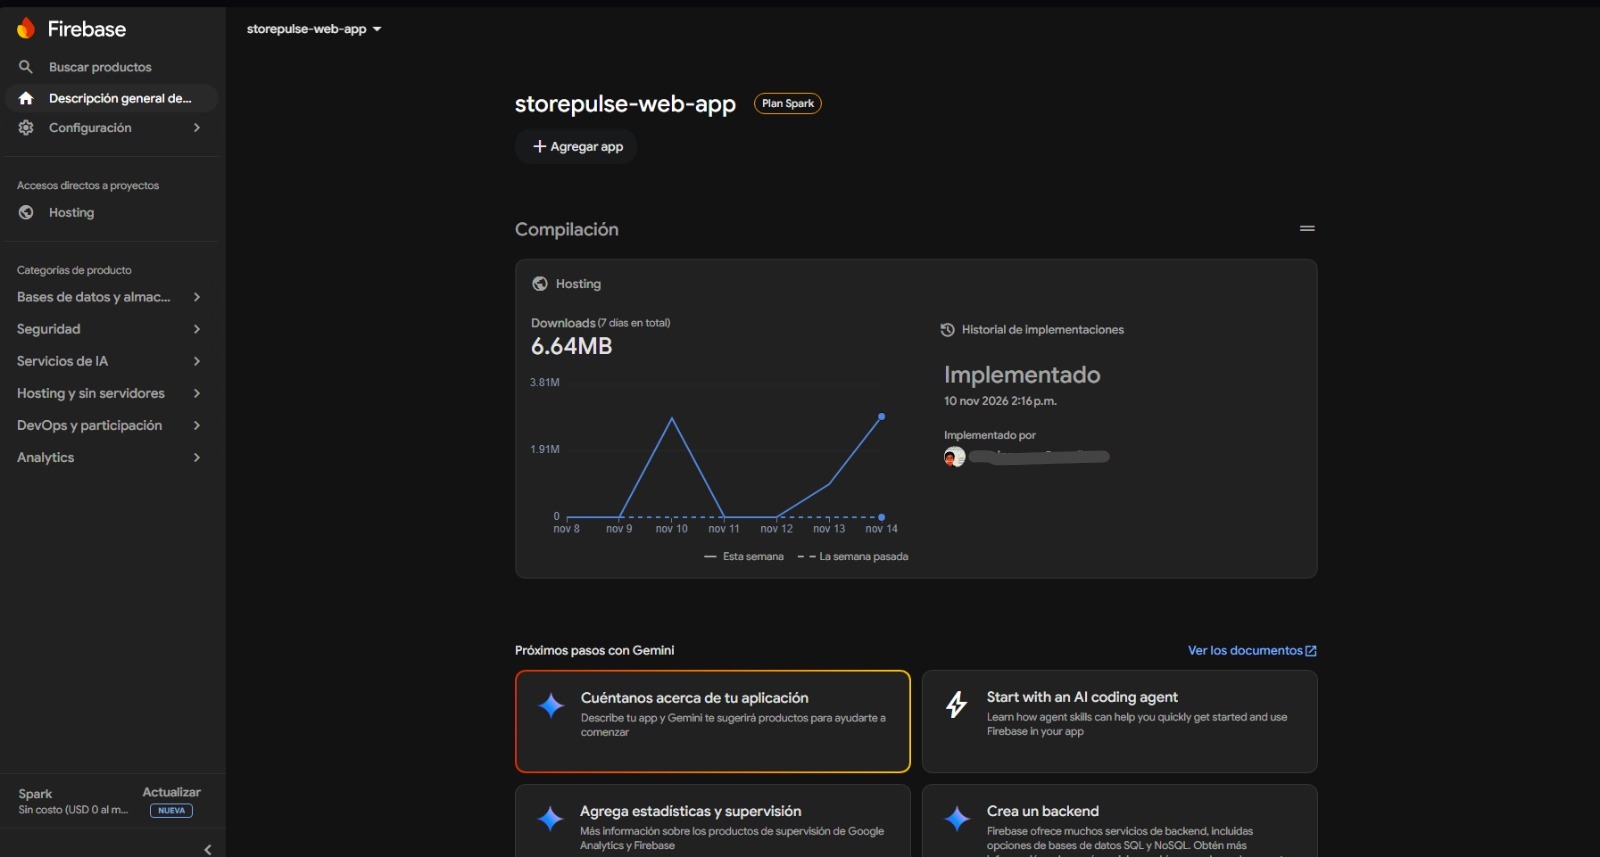 Firebase
Buscar productos
Descripción general de...
Configuración
Accesos directos a proyectos
Hosting
Categorías de producto
Bases de datos y almac...
Seguridad
Servicios de IA
Hosting y sin servidores
DevOps y participación
Analytics
Spark
Sin costo (USD 0 al m...
Actualizar
NUEVA
storepulse-web-app
storepulse-web-app
Plan Spark
Agregar app
Compilación
Hosting
Downloads (7 días en total)
6.64MB
3.81M
1.91M
0
nov 8 nov 9 nov 10 nov 11 nov 12 nov 13 nov 14
Esta semana La semana pasada
Historial de implementaciones
Implementado
10 nov 2026 2:16 p.m.
Implementado por
Próximos pasos con Gemini
Ver los documentos
Cuéntanos acerca de tu aplicación
Describe tu app y Gemini te sugerirá productos para ayudarte a
comenzar
Start with an AI coding agent
Learn how agent skills can help you quickly get started and use
Firebase in your app
Agrega estadísticas y supervisión
Más información sobre los productos de supervisión de Google
Analytics y Firebase
Crea un backend
Firebase ofrece muchos servicios de backend, incluidas
opciones de bases de datos SQL y NoSQL. Obtén más